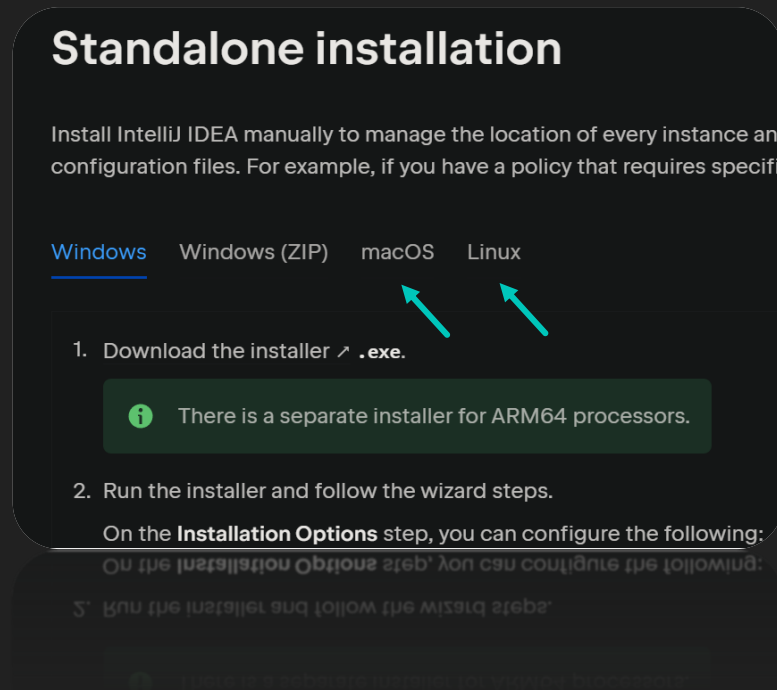 Standalone installation
Install IntelliJ IDEA manually to manage the location of every instance an
configuration files. For example, if you have a policy that requires specifi
Windows Windows (ZIP) macOS Linux
1. Download the installer ↗ .exe.
There is a separate installer for ARM64 processors.
2. Run the installer and follow the wizard steps.
On the Installation Options step, you can configure the following: